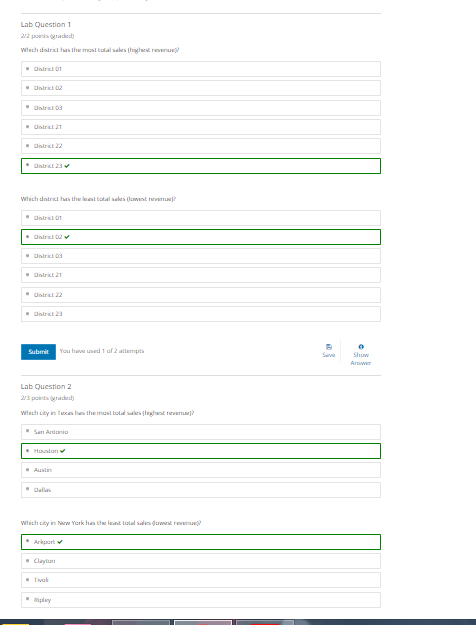 Lab Question 1
2/2 points (graded)
Which district has the most total sales (highest revenue)?
District 01
District 02
District 03
District 21
District 22
District 23 ✔
Which district has the least total sales (lowest revenue)?
District 01
District 02 ✔
District 03
District 21
District 22
District 23
Submit You have used 1 of 2 attempts
Save
Show
Answer
Lab Question 2
2/3 points (graded)
Which city in Texas has the most total sales (highest revenue)?
San Antonio
Houston ✔
Austin
Dallas
Which city in New York has the least total sales (lowest revenue)?
Arkport ✔
Clayton
Tivoli
Ripley